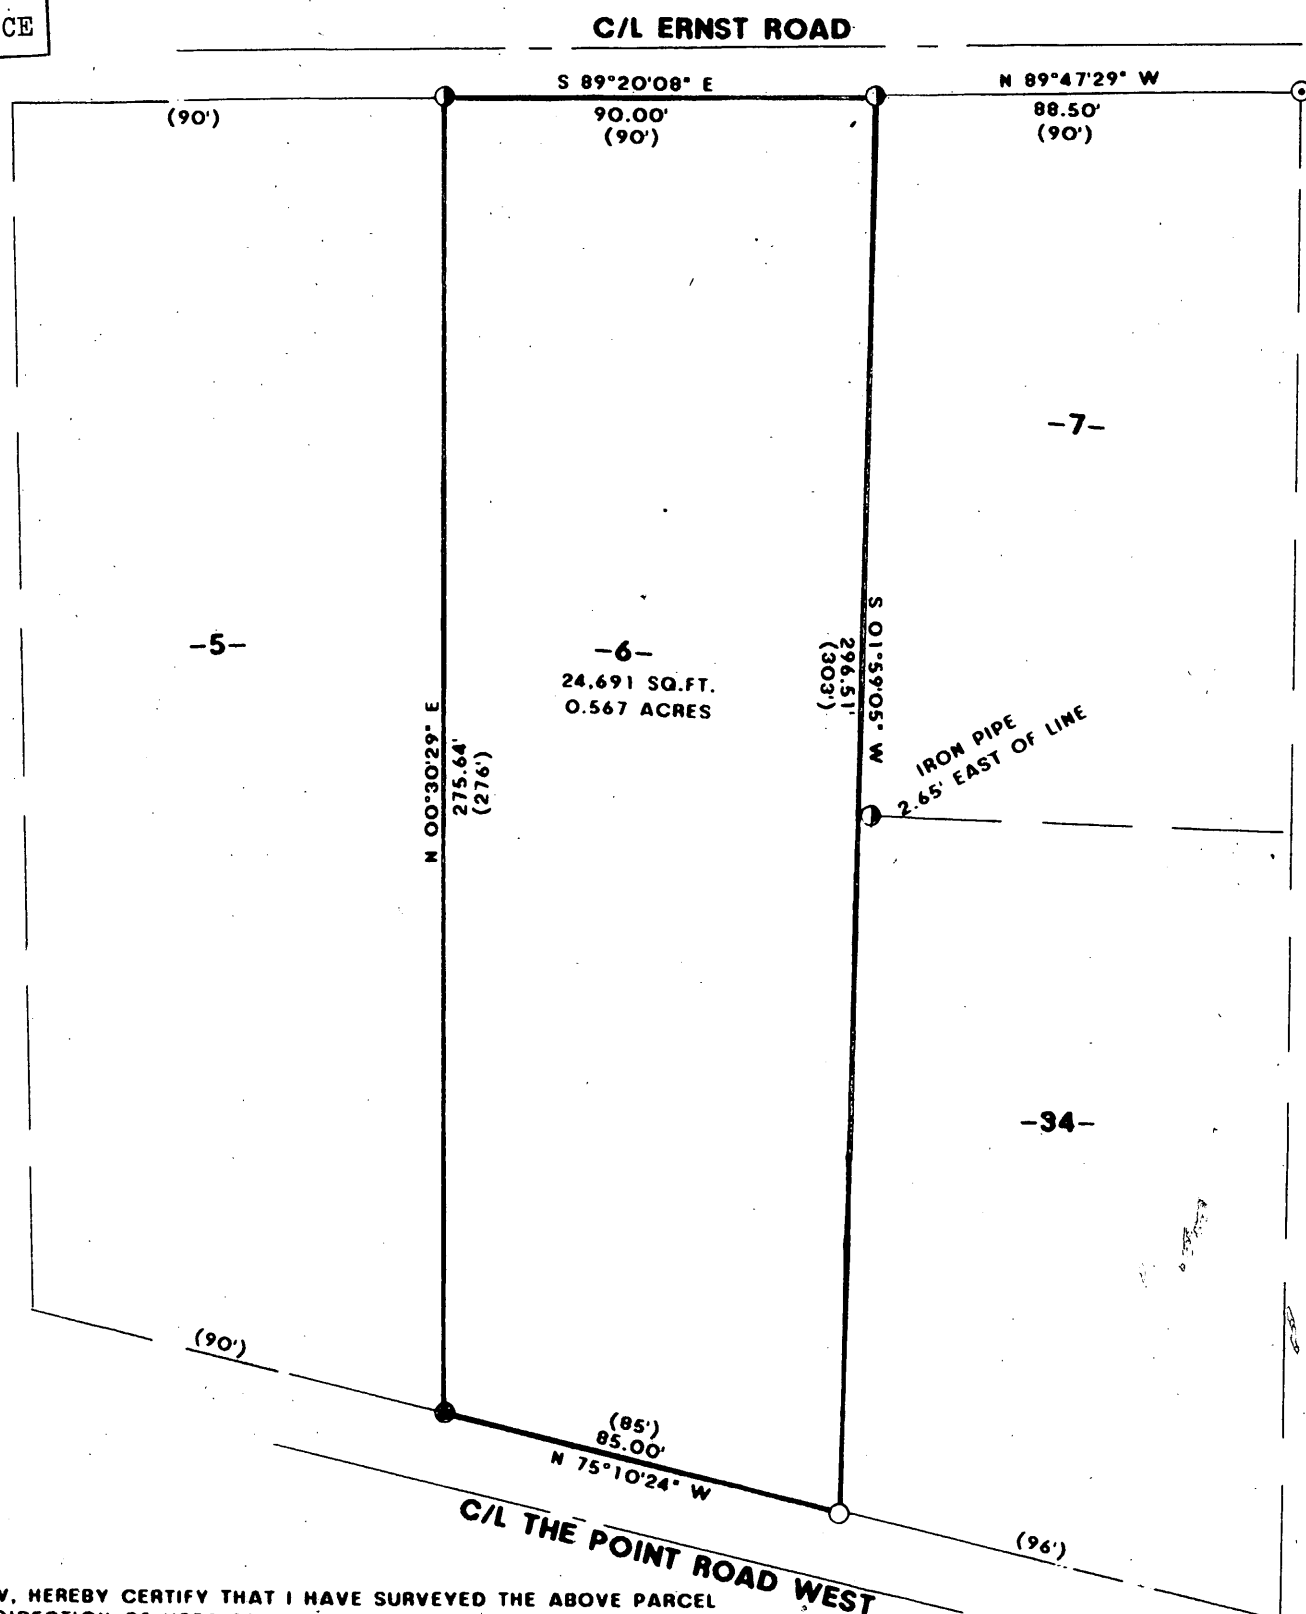 CE
C/L ERNST ROAD
S 89°20'08" E
90.00'
(90')
N 89°47'29" W
88.50'
(90')
(90')
-7-
-5-
-6-
24,691 SQ.FT.
0.567 ACRES
S 01°59'05" W
296.51'
(303')
N 00°30'29" E
275.64'
(276')
IRON PIPE
2.65' EAST OF LINE
-34-
(90')
(85')
85.00'
N 75°10'24" W
C/L THE POINT ROAD WEST
(96')
HEREBY CERTIFY THAT I HAVE SURVEYED THE ABOVE PARCEL